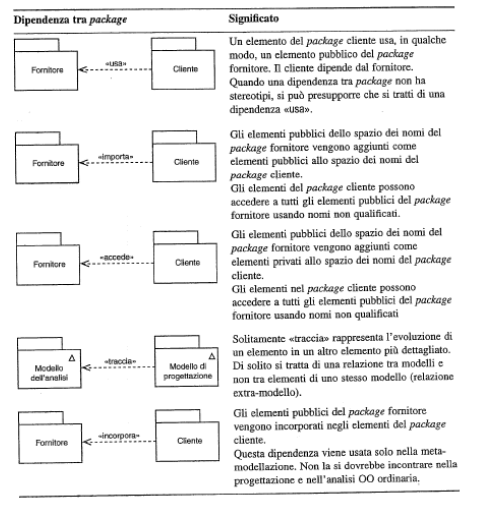 Dipendenza tra package
Significato
Fornitore
«usa»
Cliente
Un elemento del package cliente usa, in qualche
modo, un elemento pubblico del package
fornitore. Il cliente dipende dal fornitore.
Quando una dipendenza tra package non ha
stereotipi, si può presupporre che si tratti di una
dipendenza «usa».
Fornitore
«importa»
Cliente
Gli elementi pubblici dello spazio dei nomi del
package fornitore vengono aggiunti come
elementi pubblici allo spazio dei nomi del
package cliente.
Gli elementi del package cliente possono
accedere a tutti gli elementi pubblici del package
fornitore usando nomi non qualificati.
Fornitore
«accede»
Cliente
Gli elementi pubblici dello spazio dei nomi del
package fornitore vengono aggiunti come
elementi privati allo spazio dei nomi del package
cliente.
Gli elementi nel package cliente possono
accedere a tutti gli elementi pubblici del package
fornitore usando nomi non qualificati
Modello
dell'analisi
«traccia»
Modello di
progettazione
Solitamente «traccia» rappresenta l'evoluzione di
un elemento in un altro elemento più dettagliato.
Di solito si tratta di una relazione tra modelli e
non tra elementi di uno stesso modello (relazione
extra-modello).
Fornitore
«incorpora»
Cliente
Gli elementi pubblici del package fornitore
vengono incorporati negli elementi del package
cliente.
Questa dipendenza viene usata solo nella meta-
modellazione. Non la si dovrebbe incontrare nella
progettazione e nell'analisi OO ordinaria.